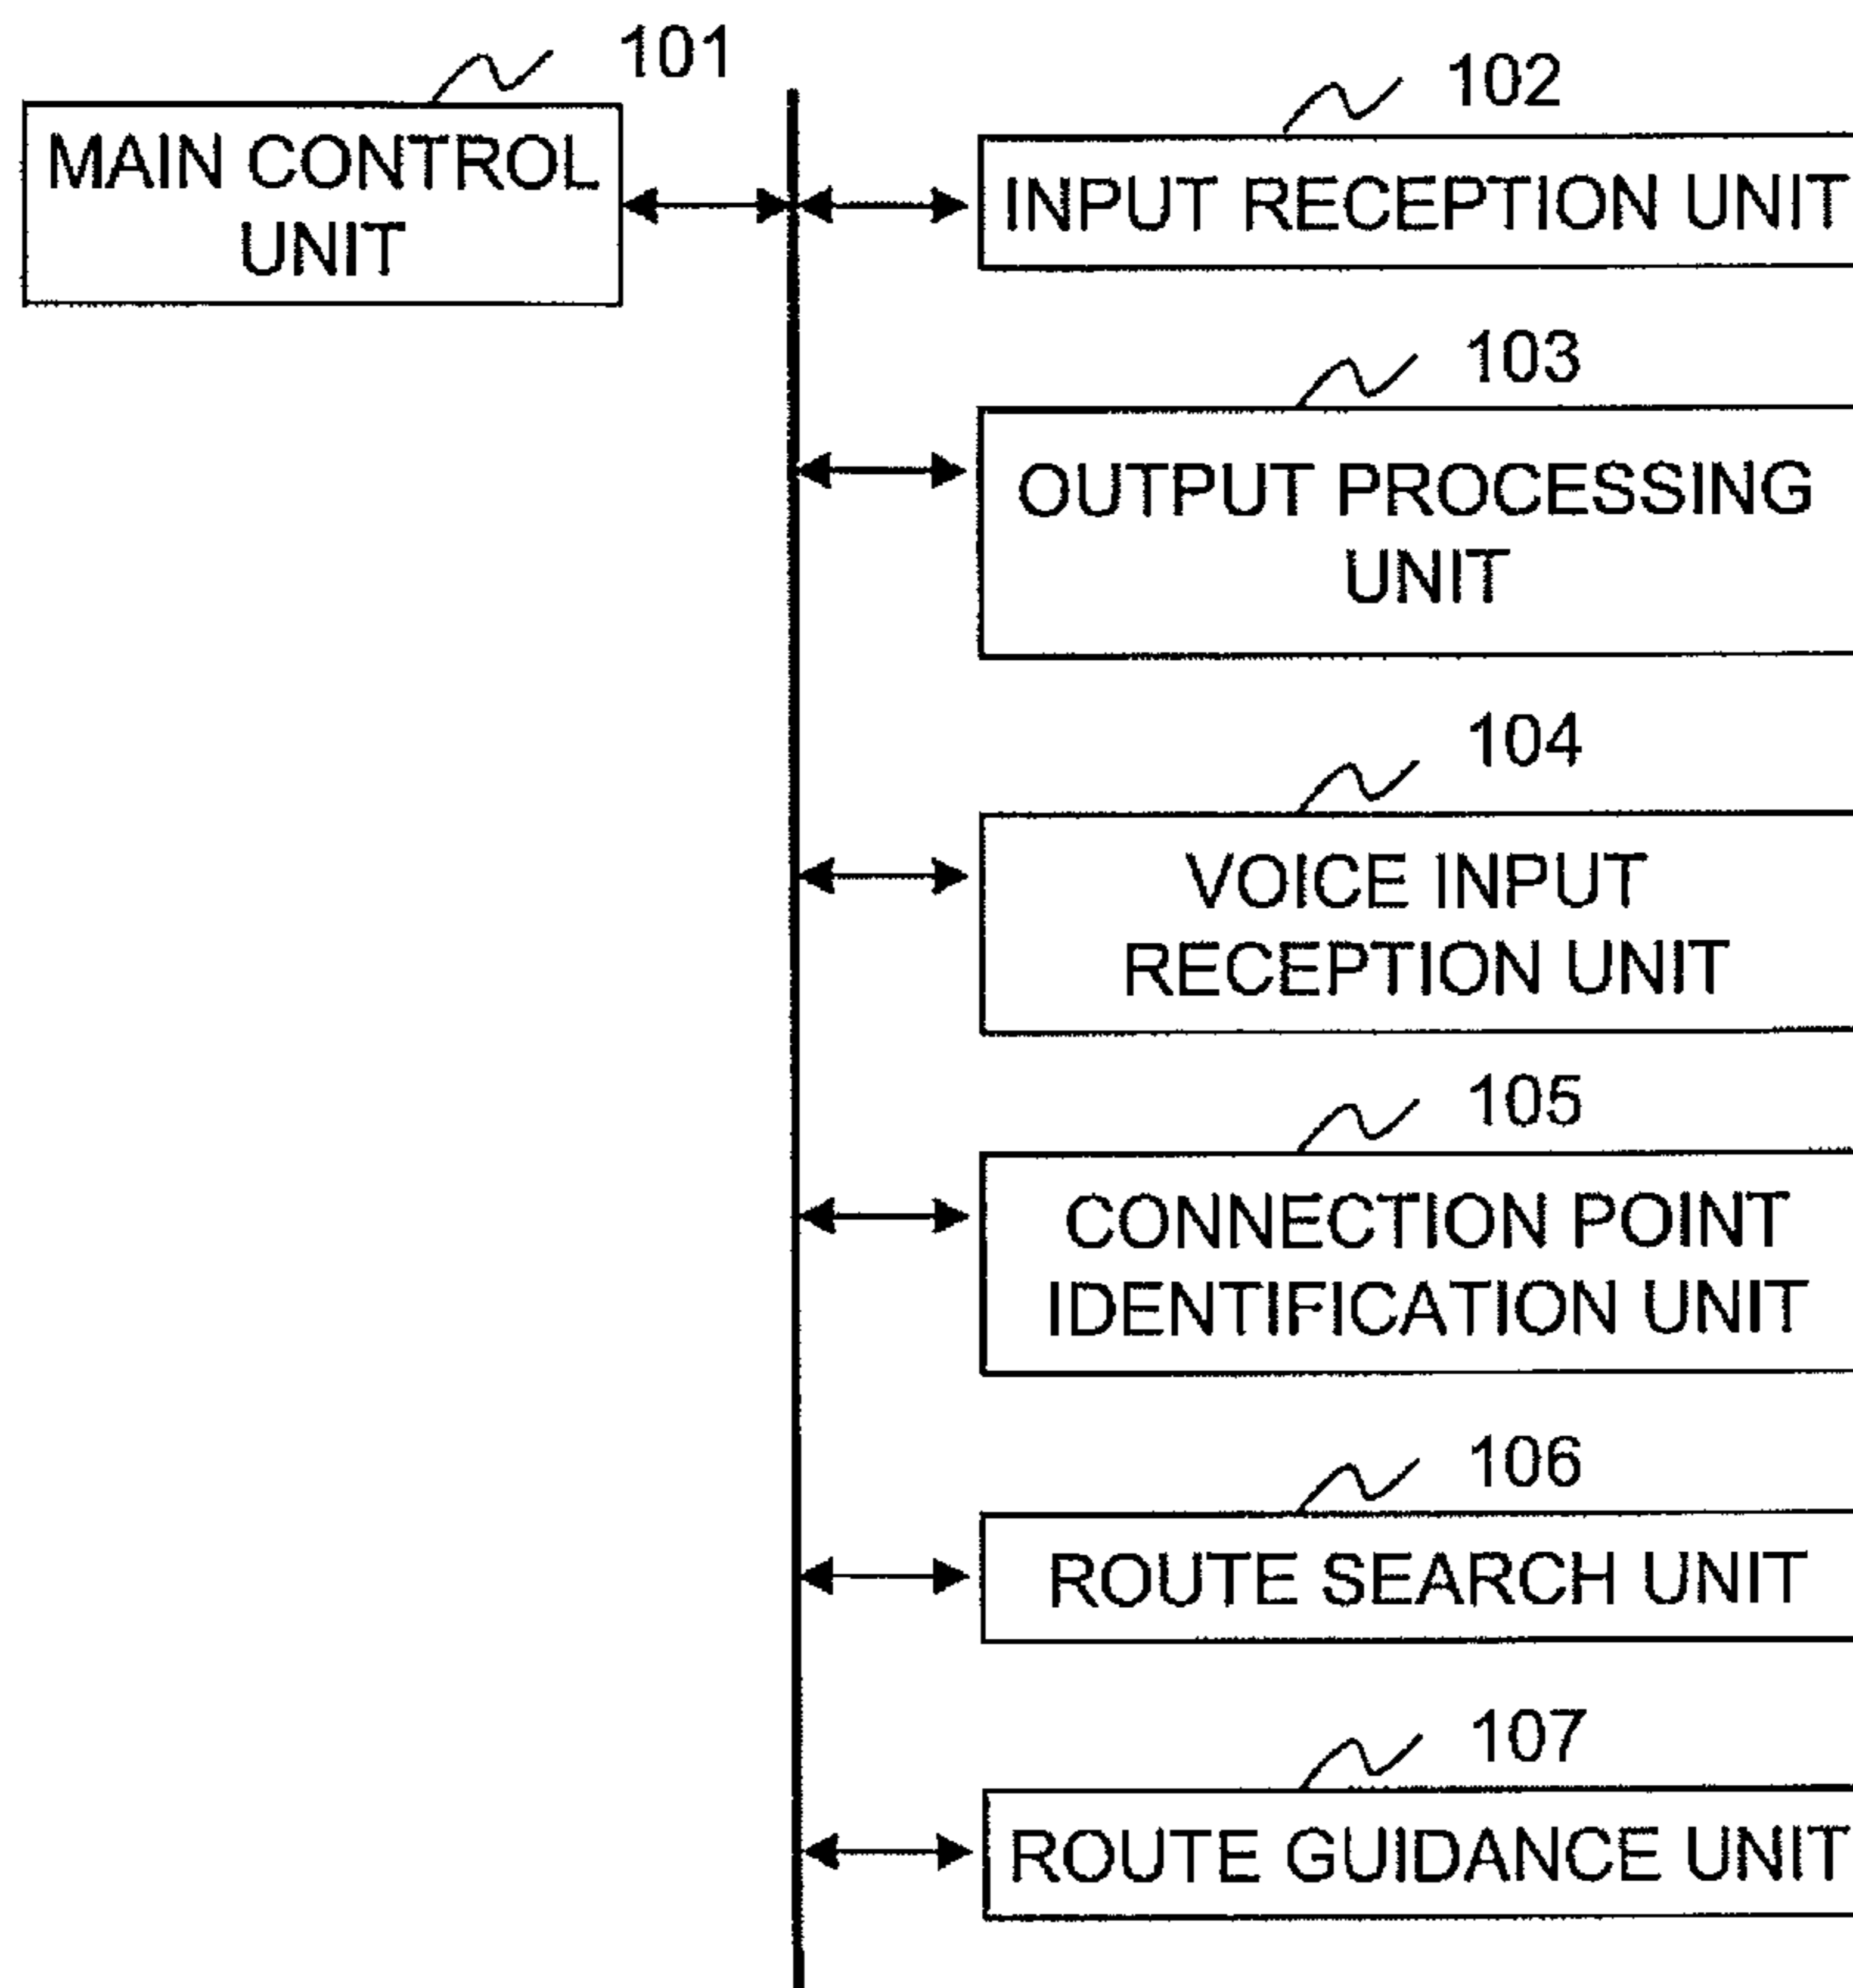 101
MAIN CONTROL
UNIT
102
INPUT RECEPTION UNIT
103
OUTPUT PROCESSING
UNIT
104
VOICE INPUT
RECEPTION UNIT
105
CONNECTION POINT
IDENTIFICATION UNIT
106
ROUTE SEARCH UNIT
107
ROUTE GUIDANCE UNIT